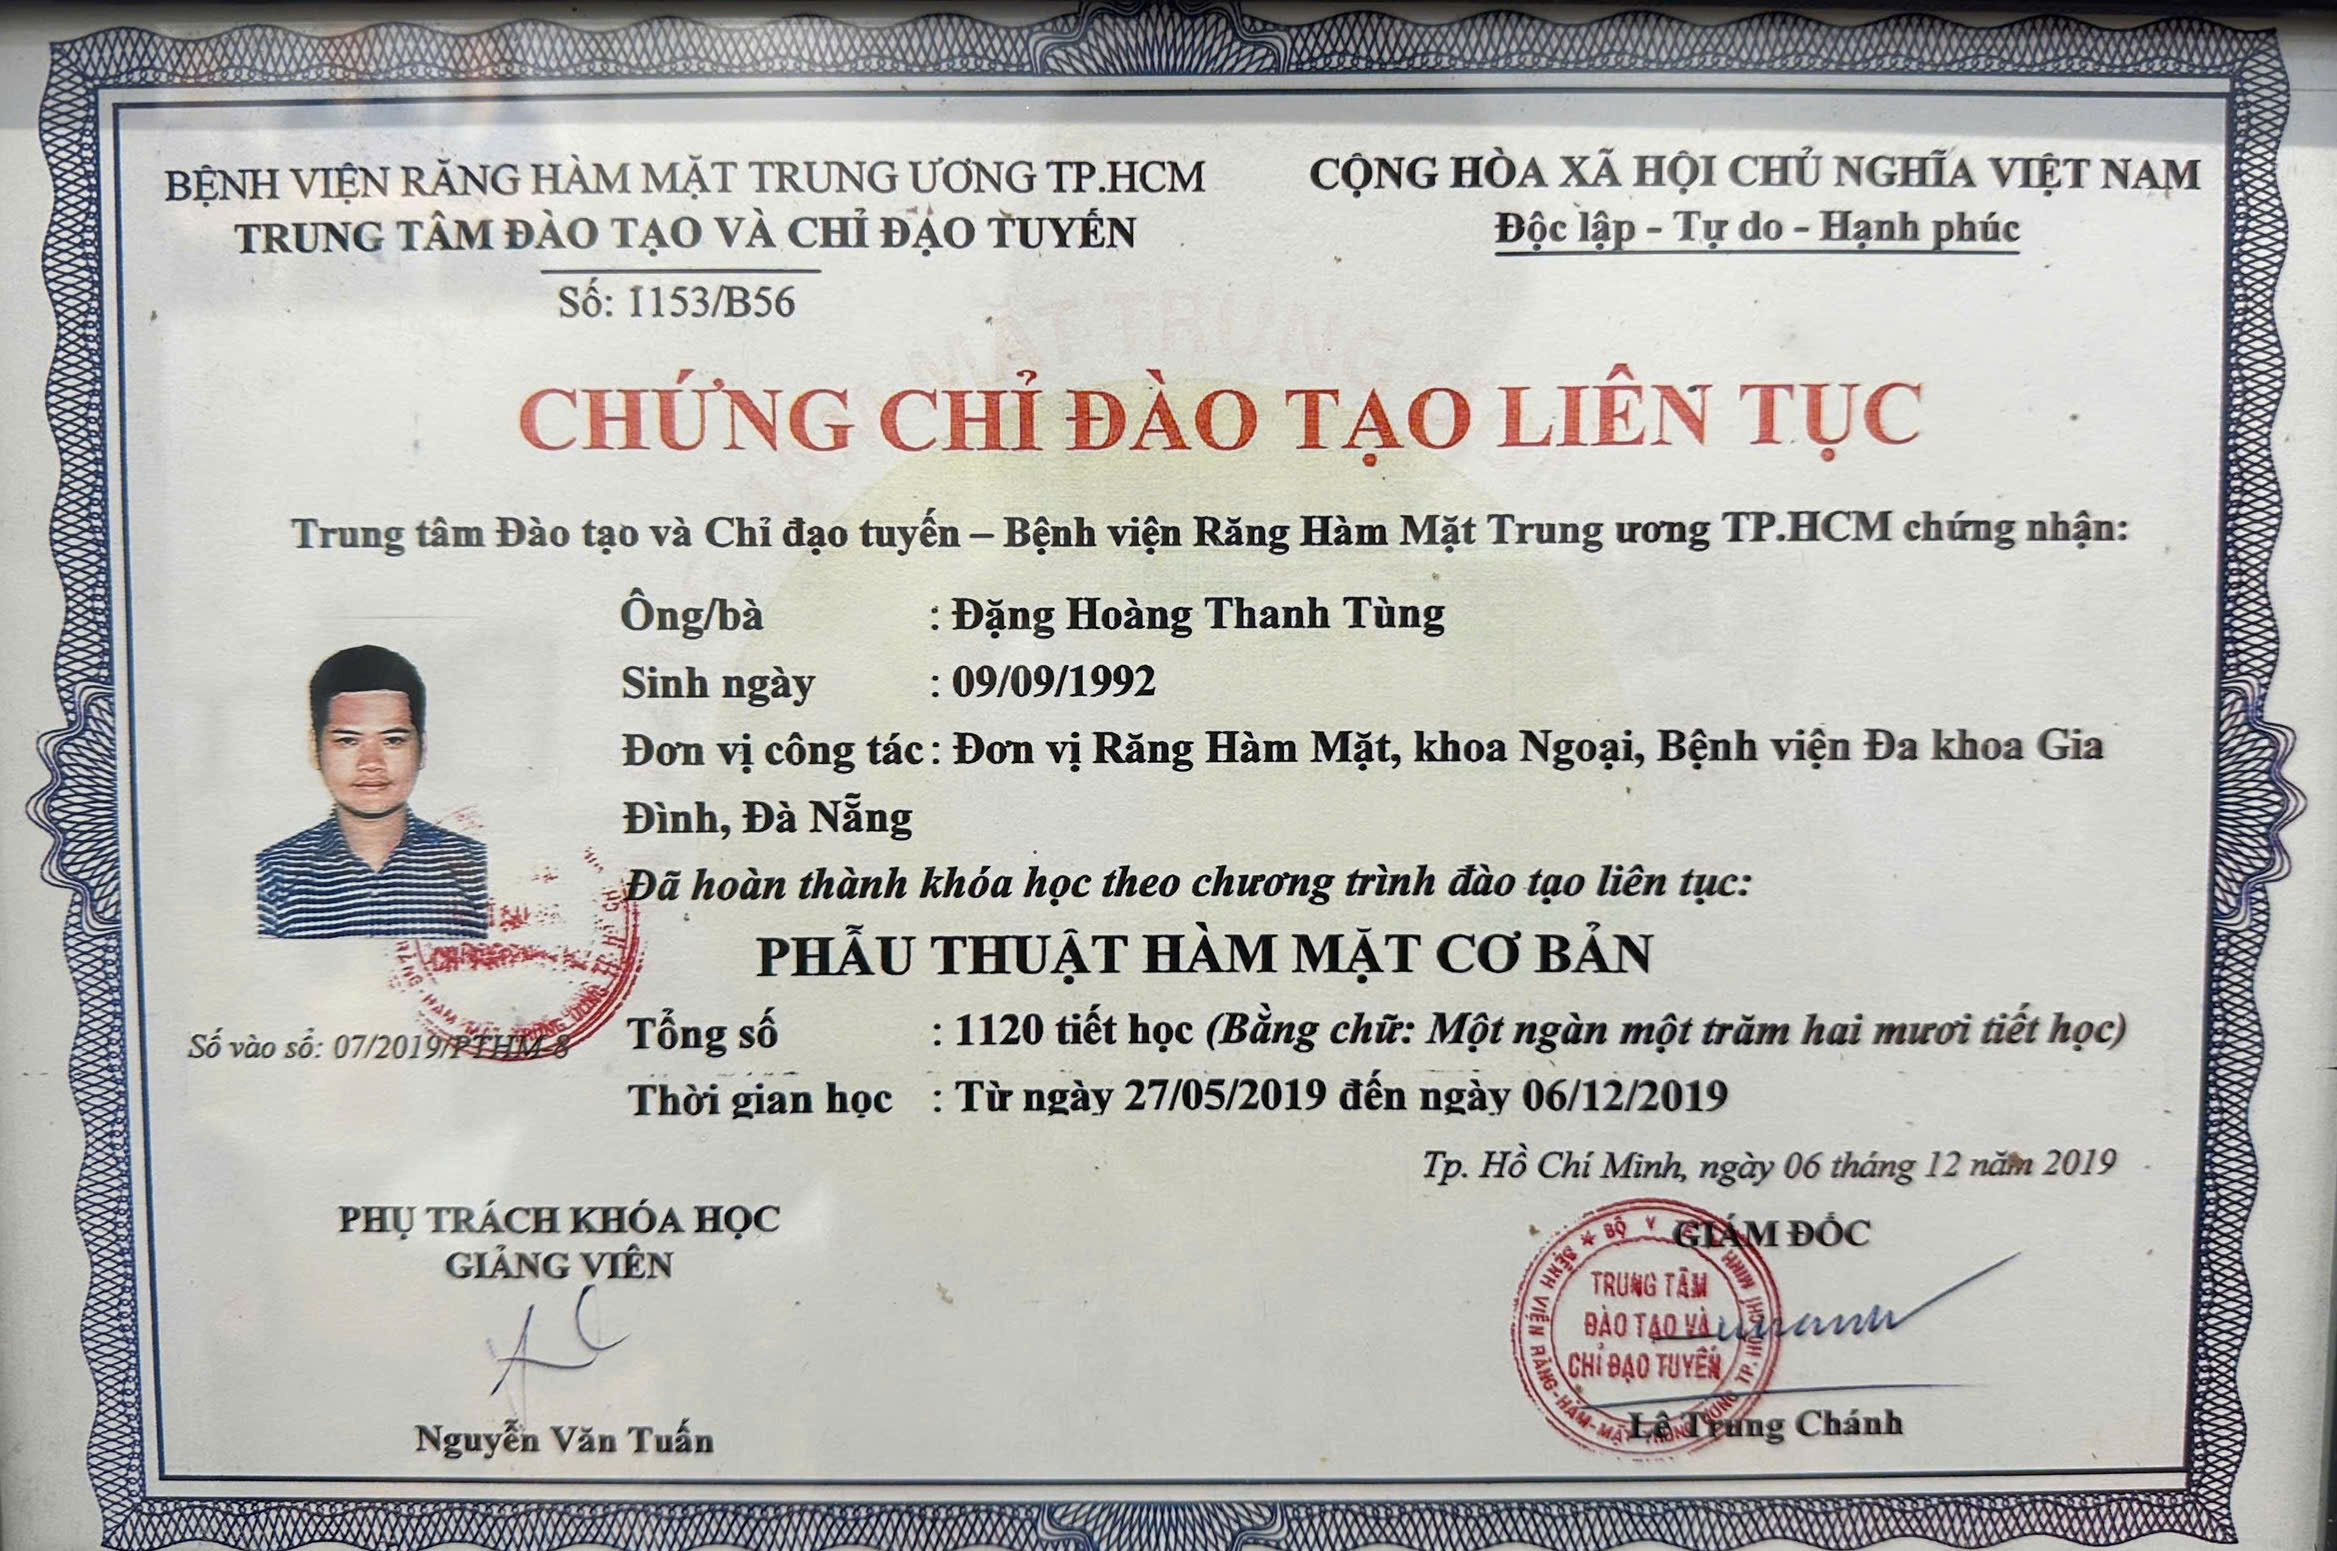 BỆNH VIỆN RĂNG HÀM MẶT TRUNG ƯƠNG TP.HCM
TRUNG TÂM ĐÀO TẠO VÀ CHỈ ĐẠO TUYẾN
Số: 1153/B56
CỘNG HÒA XÃ HỘI CHỦ NGHĨA VIỆT NAM
Độc lập - Tự do - Hạnh phúc
CHỨNG CHỈ ĐÀO TẠO LIÊN TỤC
Trung tâm Đào tạo và Chỉ đạo tuyến – Bệnh viện Răng Hàm Mặt Trung ương TP.HCM chứng nhận:
Ông/bà : Đặng Hoàng Thanh Tùng
Sinh ngày : 09/09/1992
Đơn vị công tác : Đơn vị Răng Hàm Mặt, khoa Ngoại, Bệnh viện Đa khoa Gia
Đình, Đà Nẵng
Đã hoàn thành khóa học theo chương trình đào tạo liên tục:
PHẪU THUẬT HÀM MẶT CƠ BẢN
Tổng số : 1120 tiết học (Bằng chữ: Một ngàn một trăm hai mươi tiết học)
Thời gian học : Từ ngày 27/05/2019 đến ngày 06/12/2019
Số vào sổ: 07/2019/PTHM-8
Tp. Hồ Chí Minh, ngày 06 tháng 12 năm 2019
PHỤ TRÁCH KHÓA HỌC
GIẢNG VIÊN
Nguyễn Văn Tuấn
GIÁM ĐỐC
TRUNG TÂM
ĐÀO TẠO VÀ
CHỈ ĐẠO TUYẾN
Lê Trung Chánh